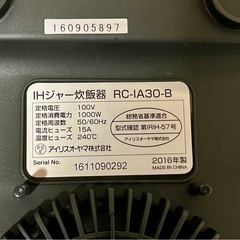 160905897
IHジャー炊飯器 RC-IA30-B
定格電圧 100V
定格消費電力 1000W
定格周波数 50/60Hz
電流ヒューズ 15A
温度ヒューズ 240℃
アイリスオーヤマ株式会社
Serial No. 1611090292
総務省基準適合
型式確認 第IRIH-57号
2016年製
MADE IN CHINA
アイリスオーヤマ株式会社